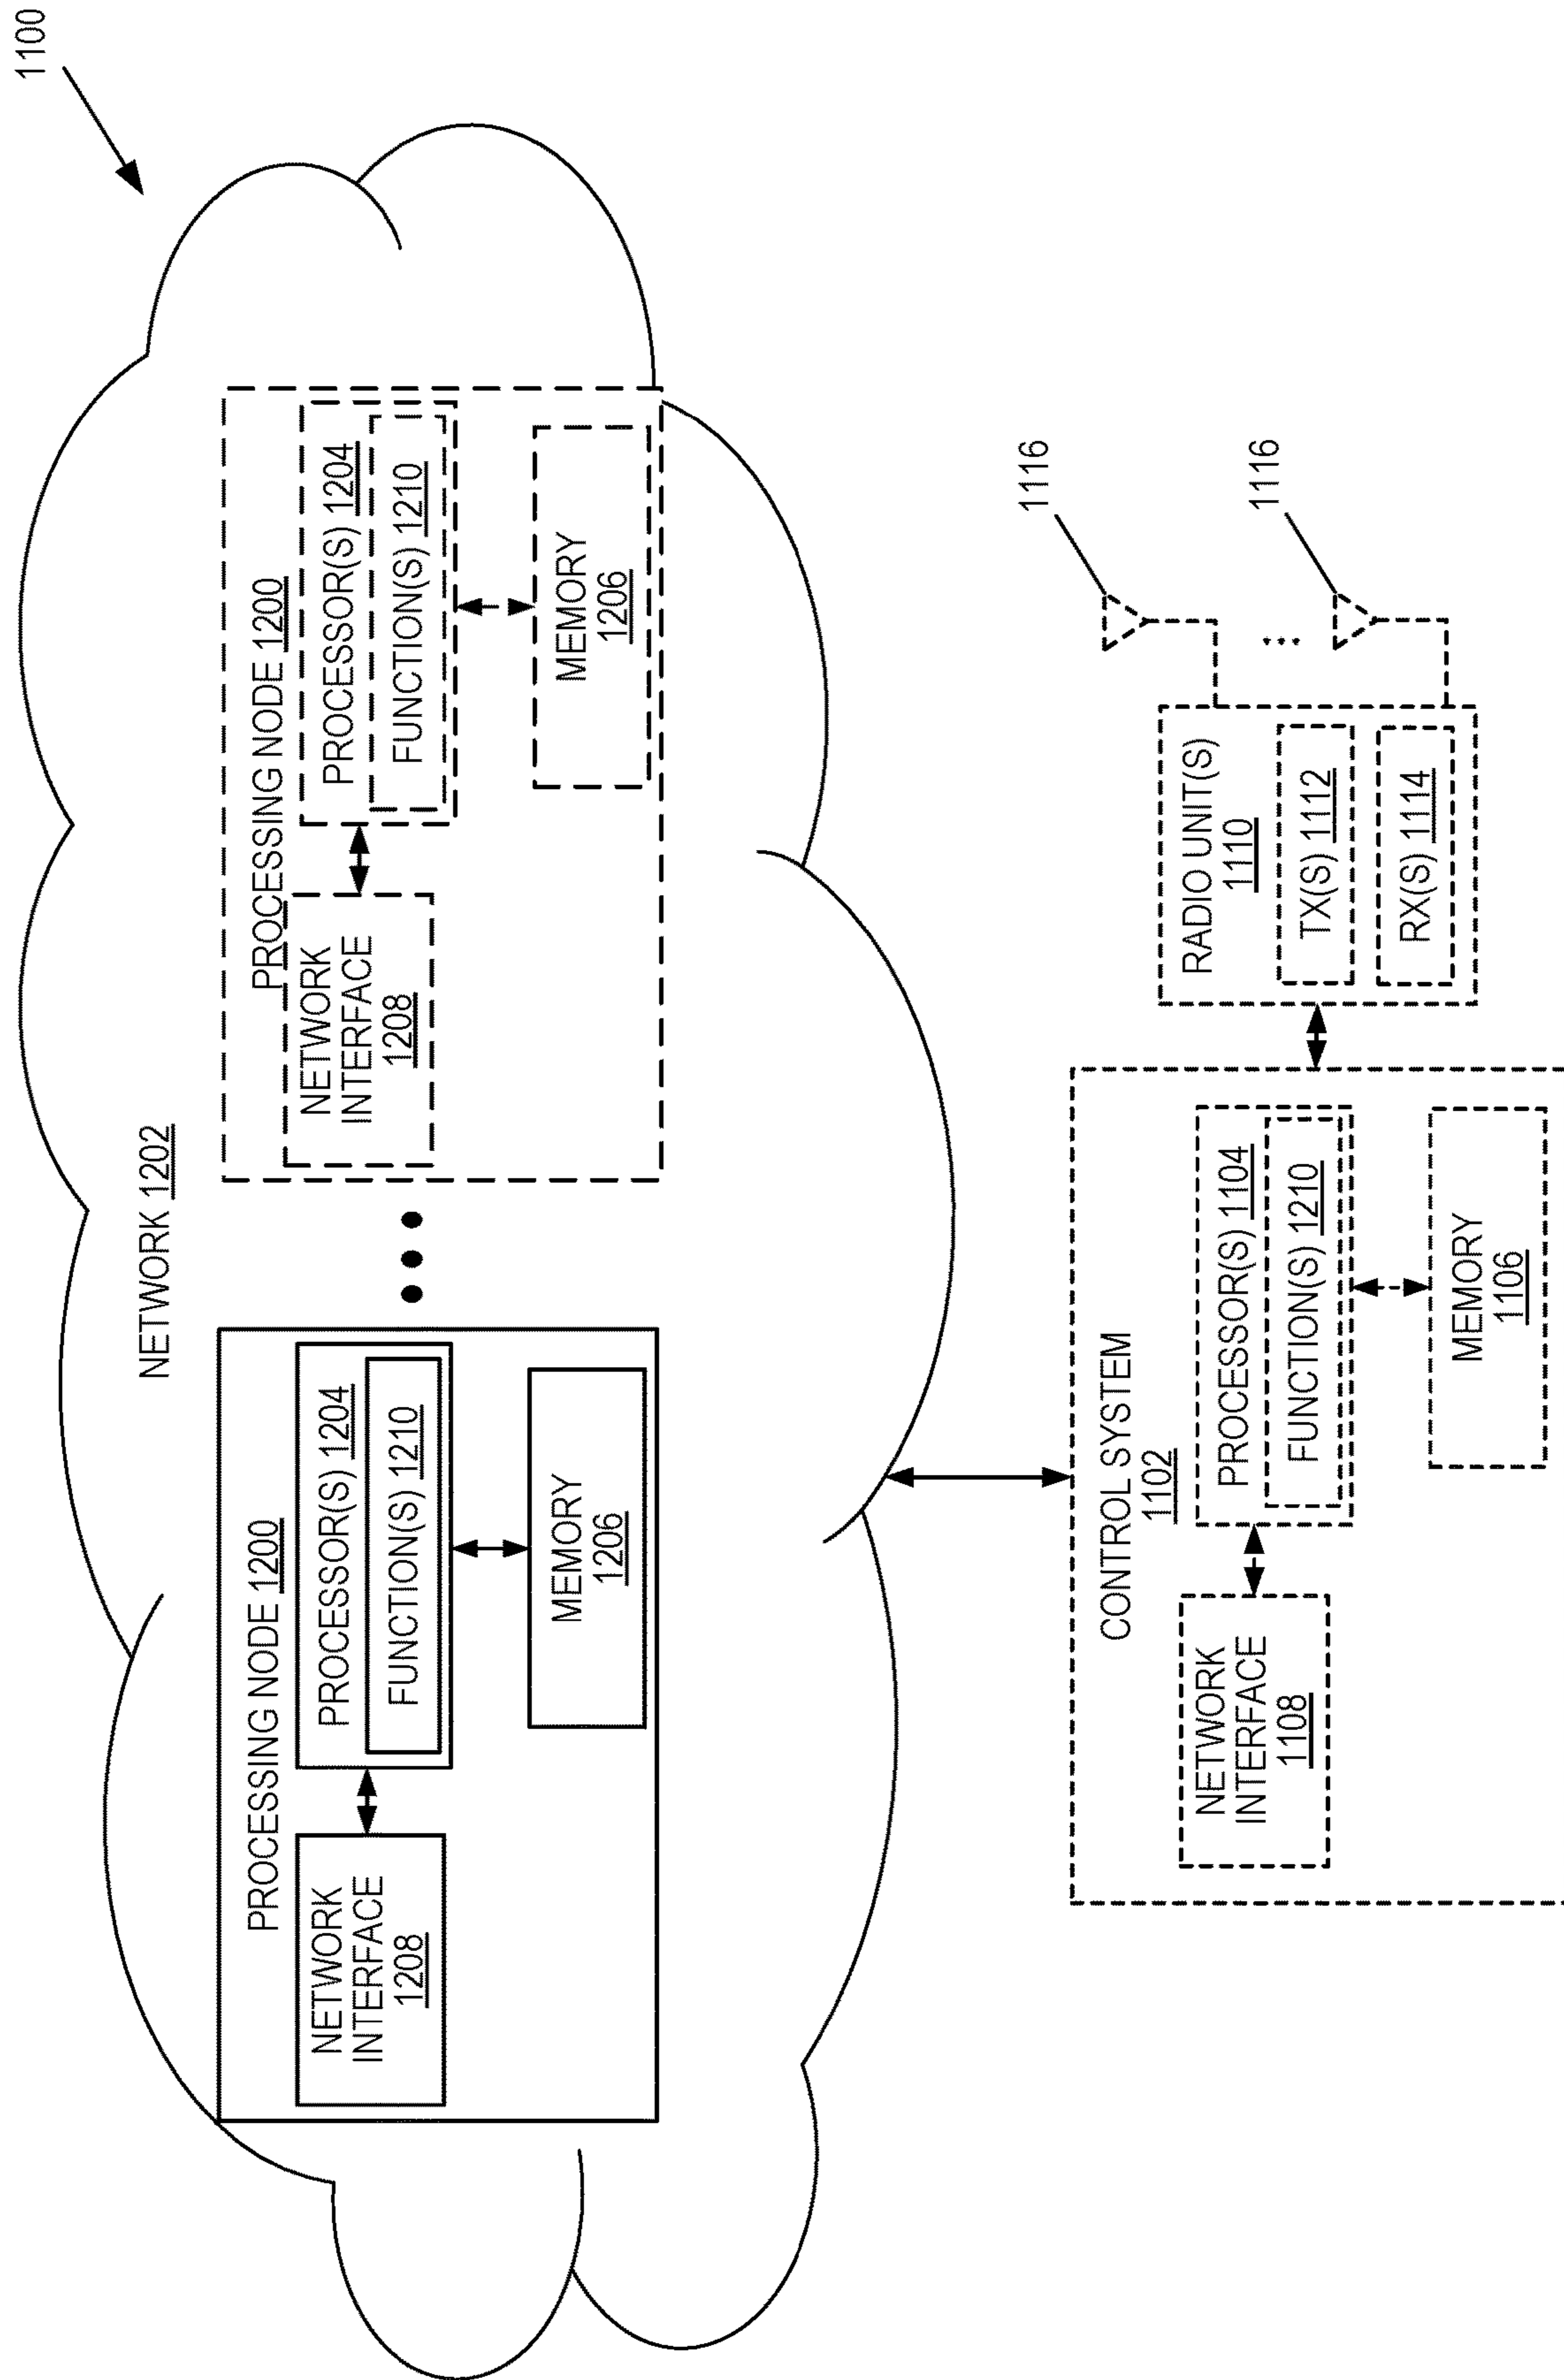 1100
NETWORK 1202
PROCESSING NODE 1200
NETWORK
INTERFACE
1208
PROCESSOR(S) 1204
FUNCTION(S) 1210
MEMORY
1206
PROCESSING NODE 1200
NETWORK
INTERFACE
1208
PROCESSOR(S) 1204
FUNCTION(S) 1210
MEMORY
1206
CONTROL SYSTEM
1102
NETWORK
INTERFACE
1108
PROCESSOR(S) 1104
FUNCTION(S) 1210
MEMORY
1106
RADIO UNIT(S)
1110
TX(S) 1112
RX(S) 1114
1116
1116